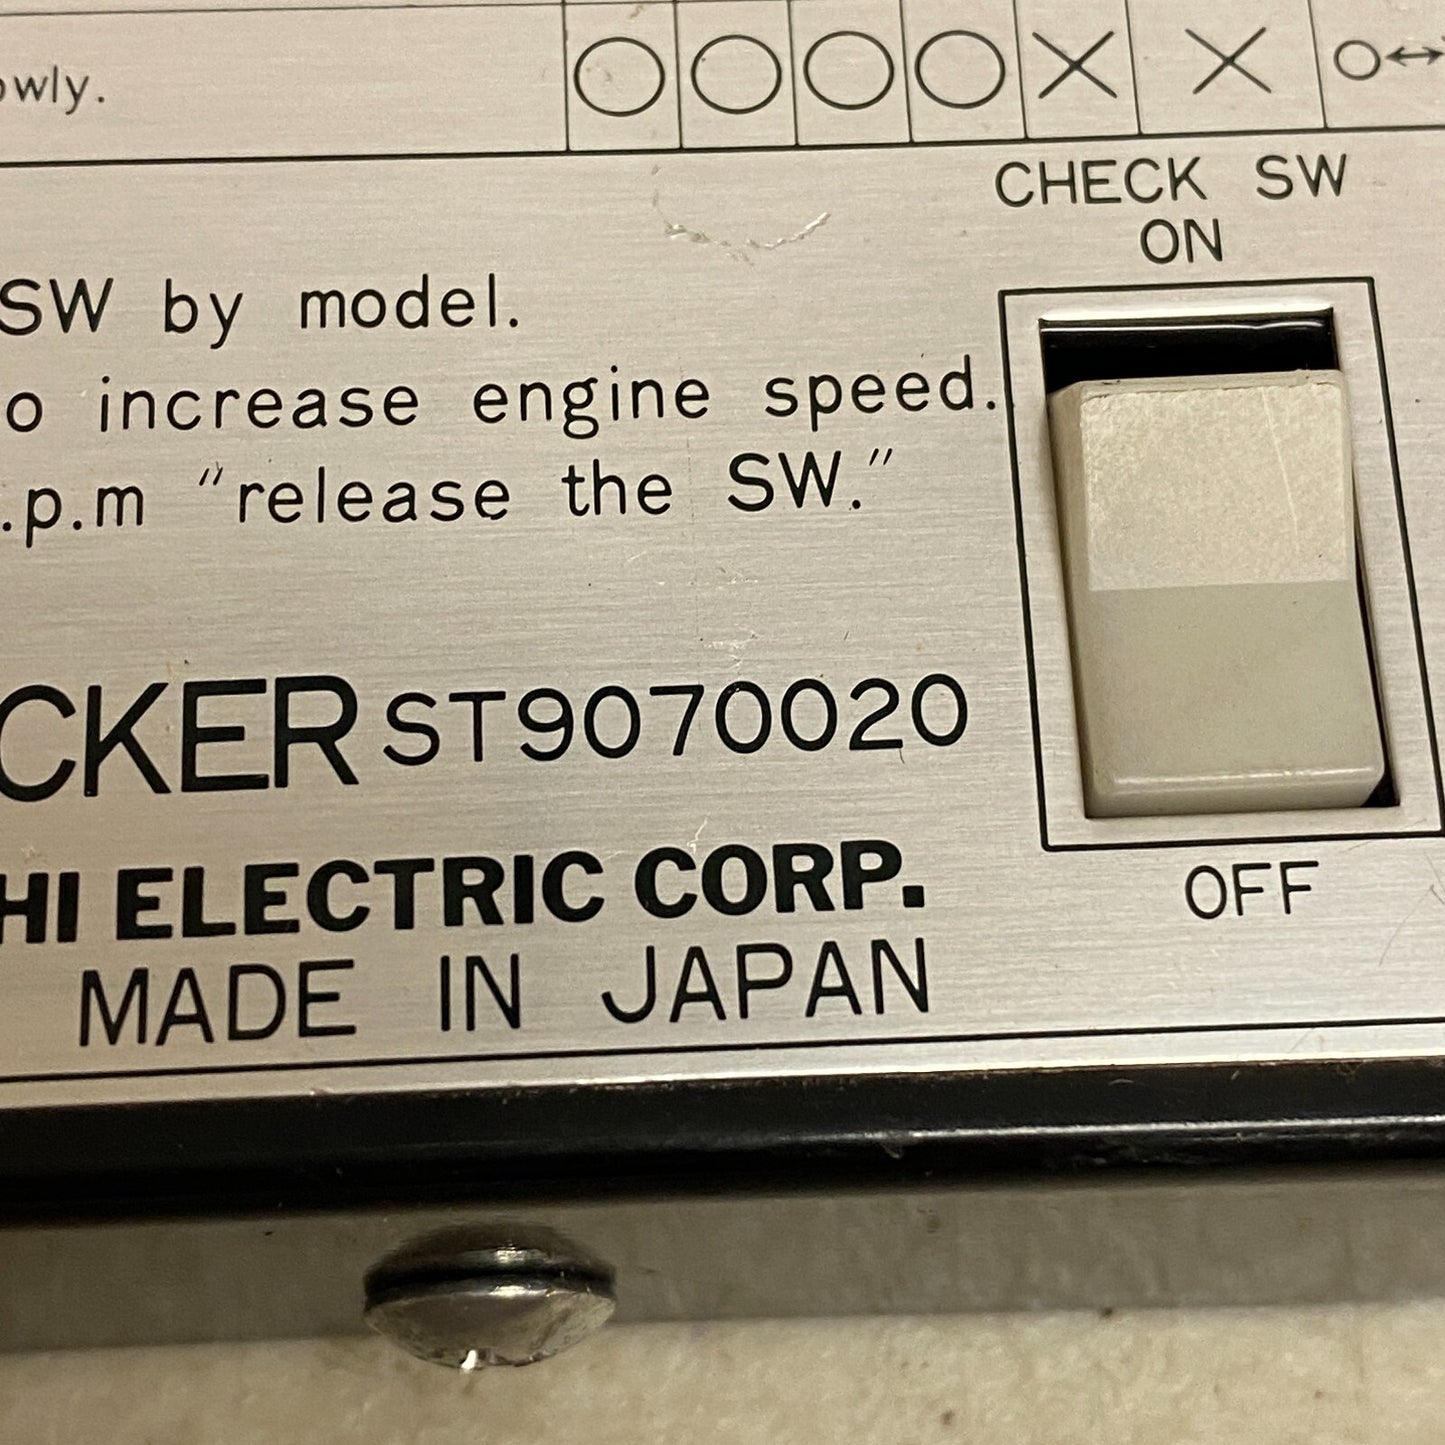 owly.
CHECK SW
ON
SW by model.
o increase engine speed.
.p.m "release the SW."
CKER ST9070020
HI ELECTRIC CORP.
OFF
MADE IN JAPAN